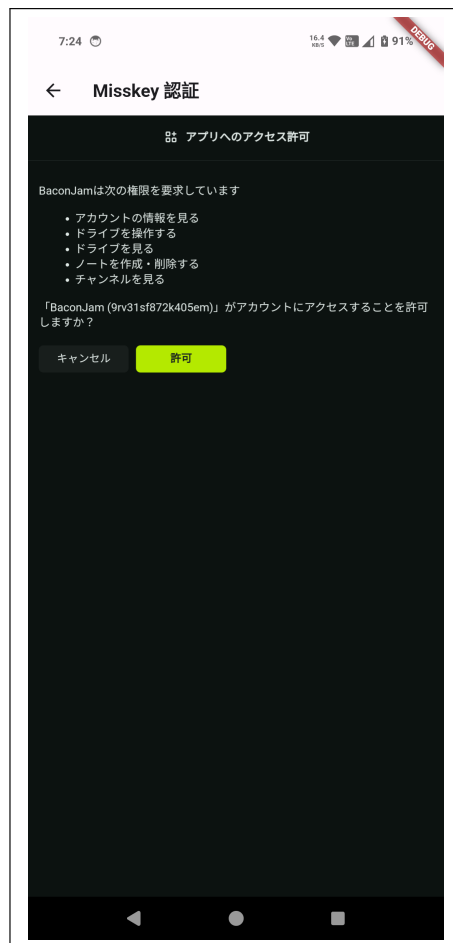 7:24
16.4
KB/S
Vo
LTE
91%
DEBUG
Misskey 認証
アプリへのアクセス許可
BaconJamは次の権限を要求しています
• アカウントの情報を見る
• ドライブを操作する
• ドライブを見る
• ノートを作成・削除する
• チャンネルを見る
「BaconJam (9rv31sf872k405em)」がアカウントにアクセスすることを許可
しますか？
キャンセル
許可